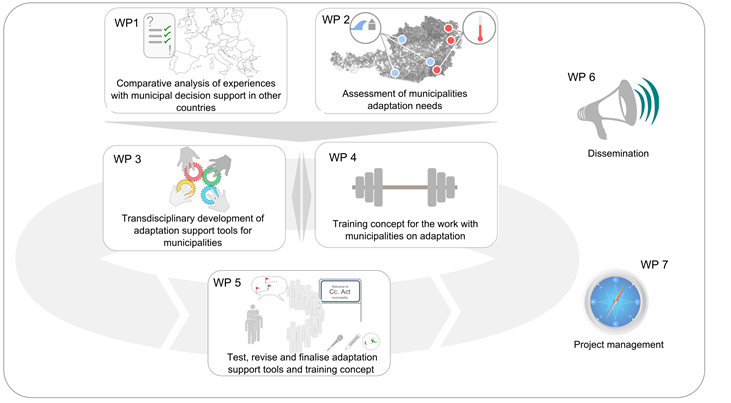 WP1
?
!
Comparative analysis of experiences
with municipal decision support in other
countries
WP 2
Assessment of municipalities
adaptation needs
WP 3
Transdisciplinary development of
adaptation support tools for
municipalities
WP 4
Training concept for the work with
municipalities on adaptation
WP 5
Welcome to
Cc. Act
municipality
Test, revise and finalise adaptation
support tools and training concept
WP 6
Dissemination
WP 7
Project management